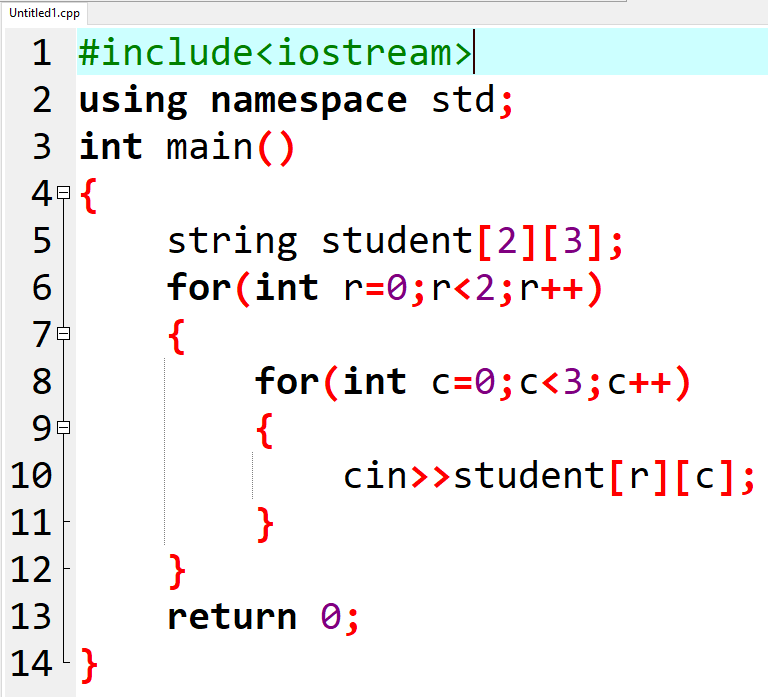 Untitled1.cpp
1 #include<iostream>
2 using namespace std;
3 int main()
4 {
5 string student[2][3];
6 for(int r=0;r<2;r++)
7 {
8 for(int c=0;c<3;c++)
9 {
10 cin>>student[r][c];
11 }
12 }
13 return 0;
14 }